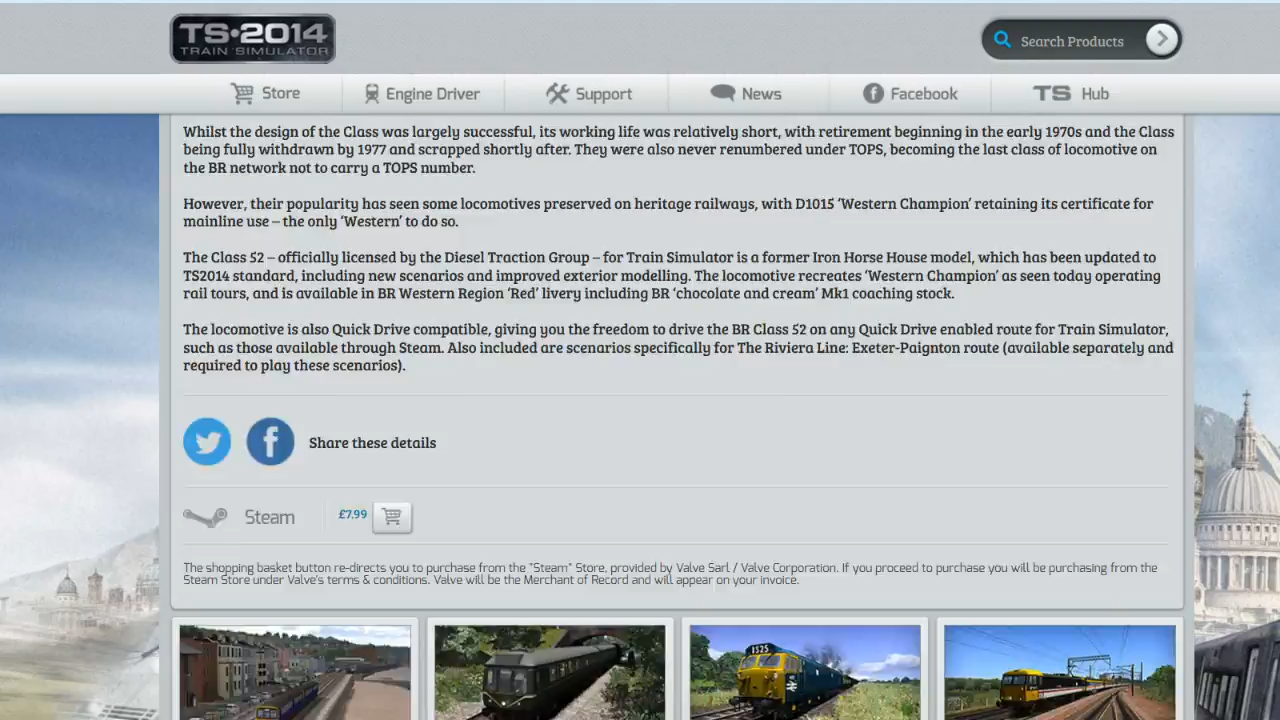 TS•2014
TRAIN SIMULATOR
Search Products
Store
Engine Driver
Support
News
Facebook
TS Hub
Whilst the design of the Class was largely successful, its working life was relatively short, with retirement beginning in the early 1970s and the Class
being fully withdrawn by 1977 and scrapped shortly after. They were also never renumbered under TOPS, becoming the last class of locomotive on
the BR network not to carry a TOPS number.
However, their popularity has seen some locomotives preserved on heritage railways, with D1015 ‘Western Champion’ retaining its certificate for
mainline use – the only ‘Western’ to do so.
The Class 52 – officially licensed by the Diesel Traction Group – for Train Simulator is a former Iron Horse House model, which has been updated to
TS2014 standard, including new scenarios and improved exterior modelling. The locomotive recreates ‘Western Champion’ as seen today operating
rail tours, and is available in BR Western Region ‘Red’ livery including BR ‘chocolate and cream’ Mk1 coaching stock.
The locomotive is also Quick Drive compatible, giving you the freedom to drive the BR Class 52 on any Quick Drive enabled route for Train Simulator,
such as those available through Steam. Also included are scenarios specifically for The Riviera Line: Exeter-Paignton route (available separately and
required to play these scenarios).
Share these details
Steam
£7.99
The shopping basket button re-directs you to purchase from the "Steam" Store, provided by Valve Sarl / Valve Corporation. If you proceed to purchase you will be purchasing from the
Steam Store under Valve's terms & conditions. Valve will be the Merchant of Record and will appear on your invoice.
1S25